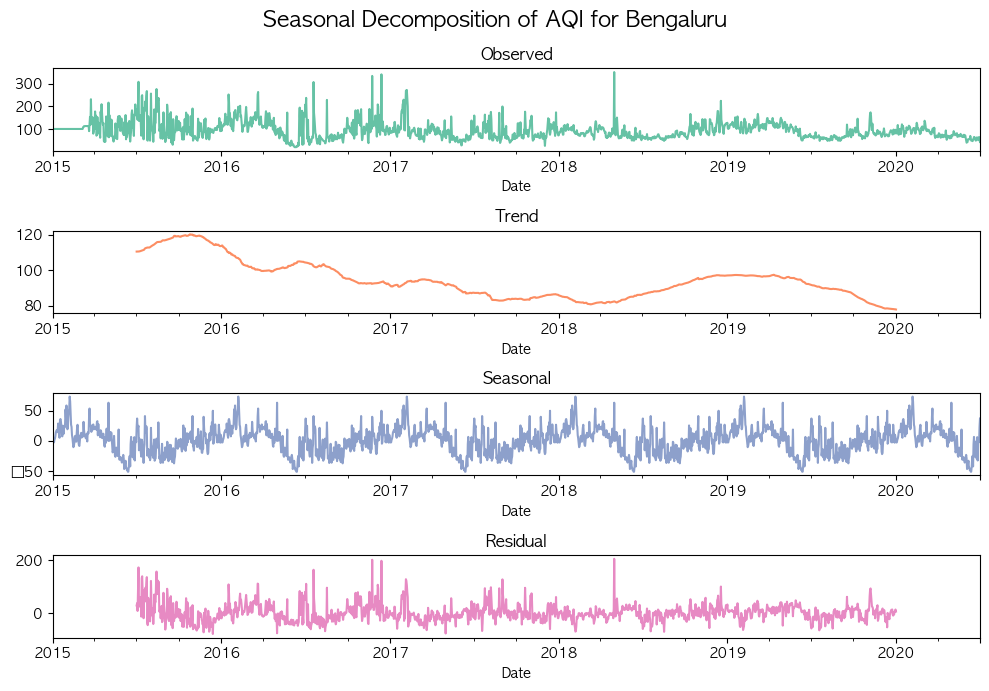 Seasonal Decomposition of AQI for Bengaluru
Observed
300
200
100
2015 2016 2017 2018 2019 2020
Date
Trend
120
100
80
2015 2016 2017 2018 2019 2020
Date
Seasonal
50
0
□50
2015 2016 2017 2018 2019 2020
Date
Residual
200
0
2015 2016 2017 2018 2019 2020
Date